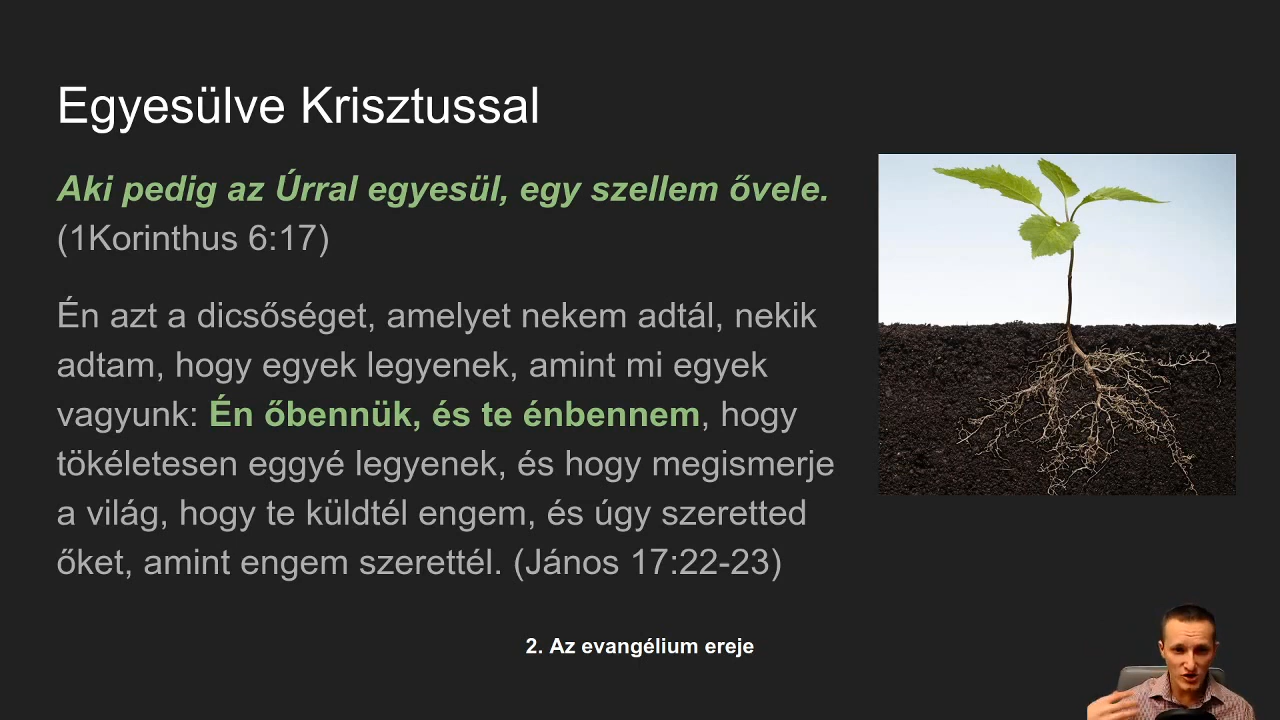 Egyesülve Krisztussal
Aki pedig az Úrral egyesül, egy szellem ővele.
(1Korinthus 6:17)
Én azt a dicsőséget, amelyet nekem adtál, nekik
adtam, hogy egyek legyenek, amint mi egyek
vagyunk: Én őbennük, és te énbennem, hogy
tökéletesen eggyé legyenek, és hogy megismerje
a világ, hogy te küldtél engem, és úgy szeretted
őket, amint engem szerettél. (János 17:22-23)
2. Az evangélium ereje